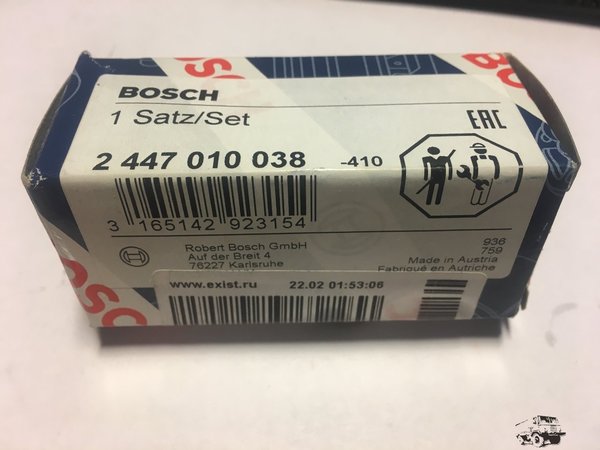 BOSCH
1 Satz/Set
EAC
2 447 010 038 -410
3 165142 923154
Robert Bosch GmbH
Auf der Breit 4
76227 Karlsruhe
936
759
Made in Austria
Fabriqué en Autriche
www.exist.ru 22.02 01:53:06